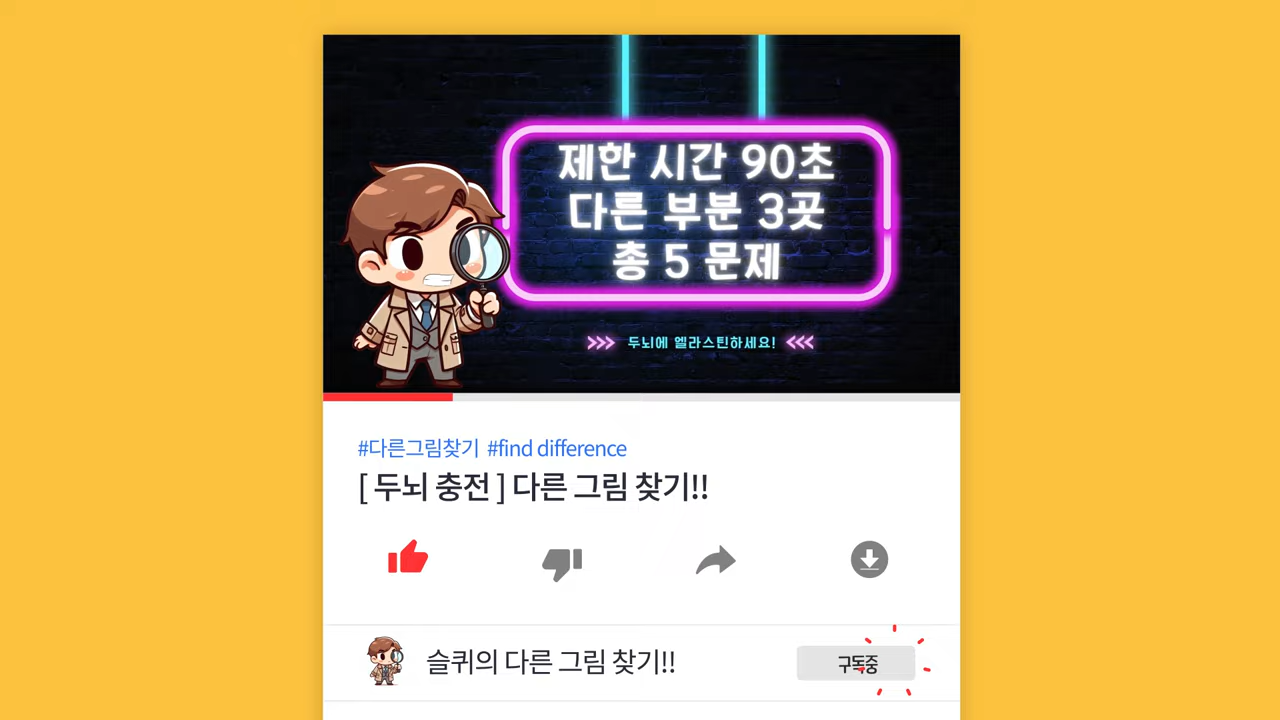 제한 시간 90초
다른 부분 3곳
총 5 문제
>>> 두뇌에 엘라스틴하세요! <<<
#다른그림찾기 #find difference
[ 두뇌 충전 ] 다른 그림 찾기!!
슬퀴의 다른 그림 찾기!!
구독중